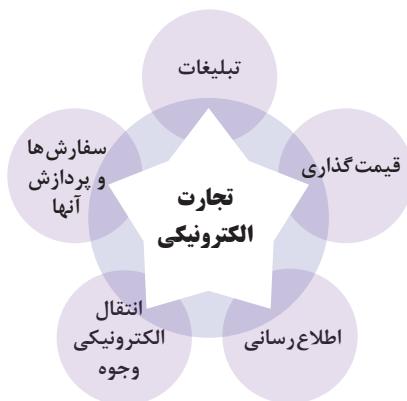 تبلیغات
قیمت‌گذاری
سفارش‌ها
و پردازش
آنها
تجارت
الکترونیکی
انتقال
الکترونیکی
وجوه
اطلاع‌رسانی